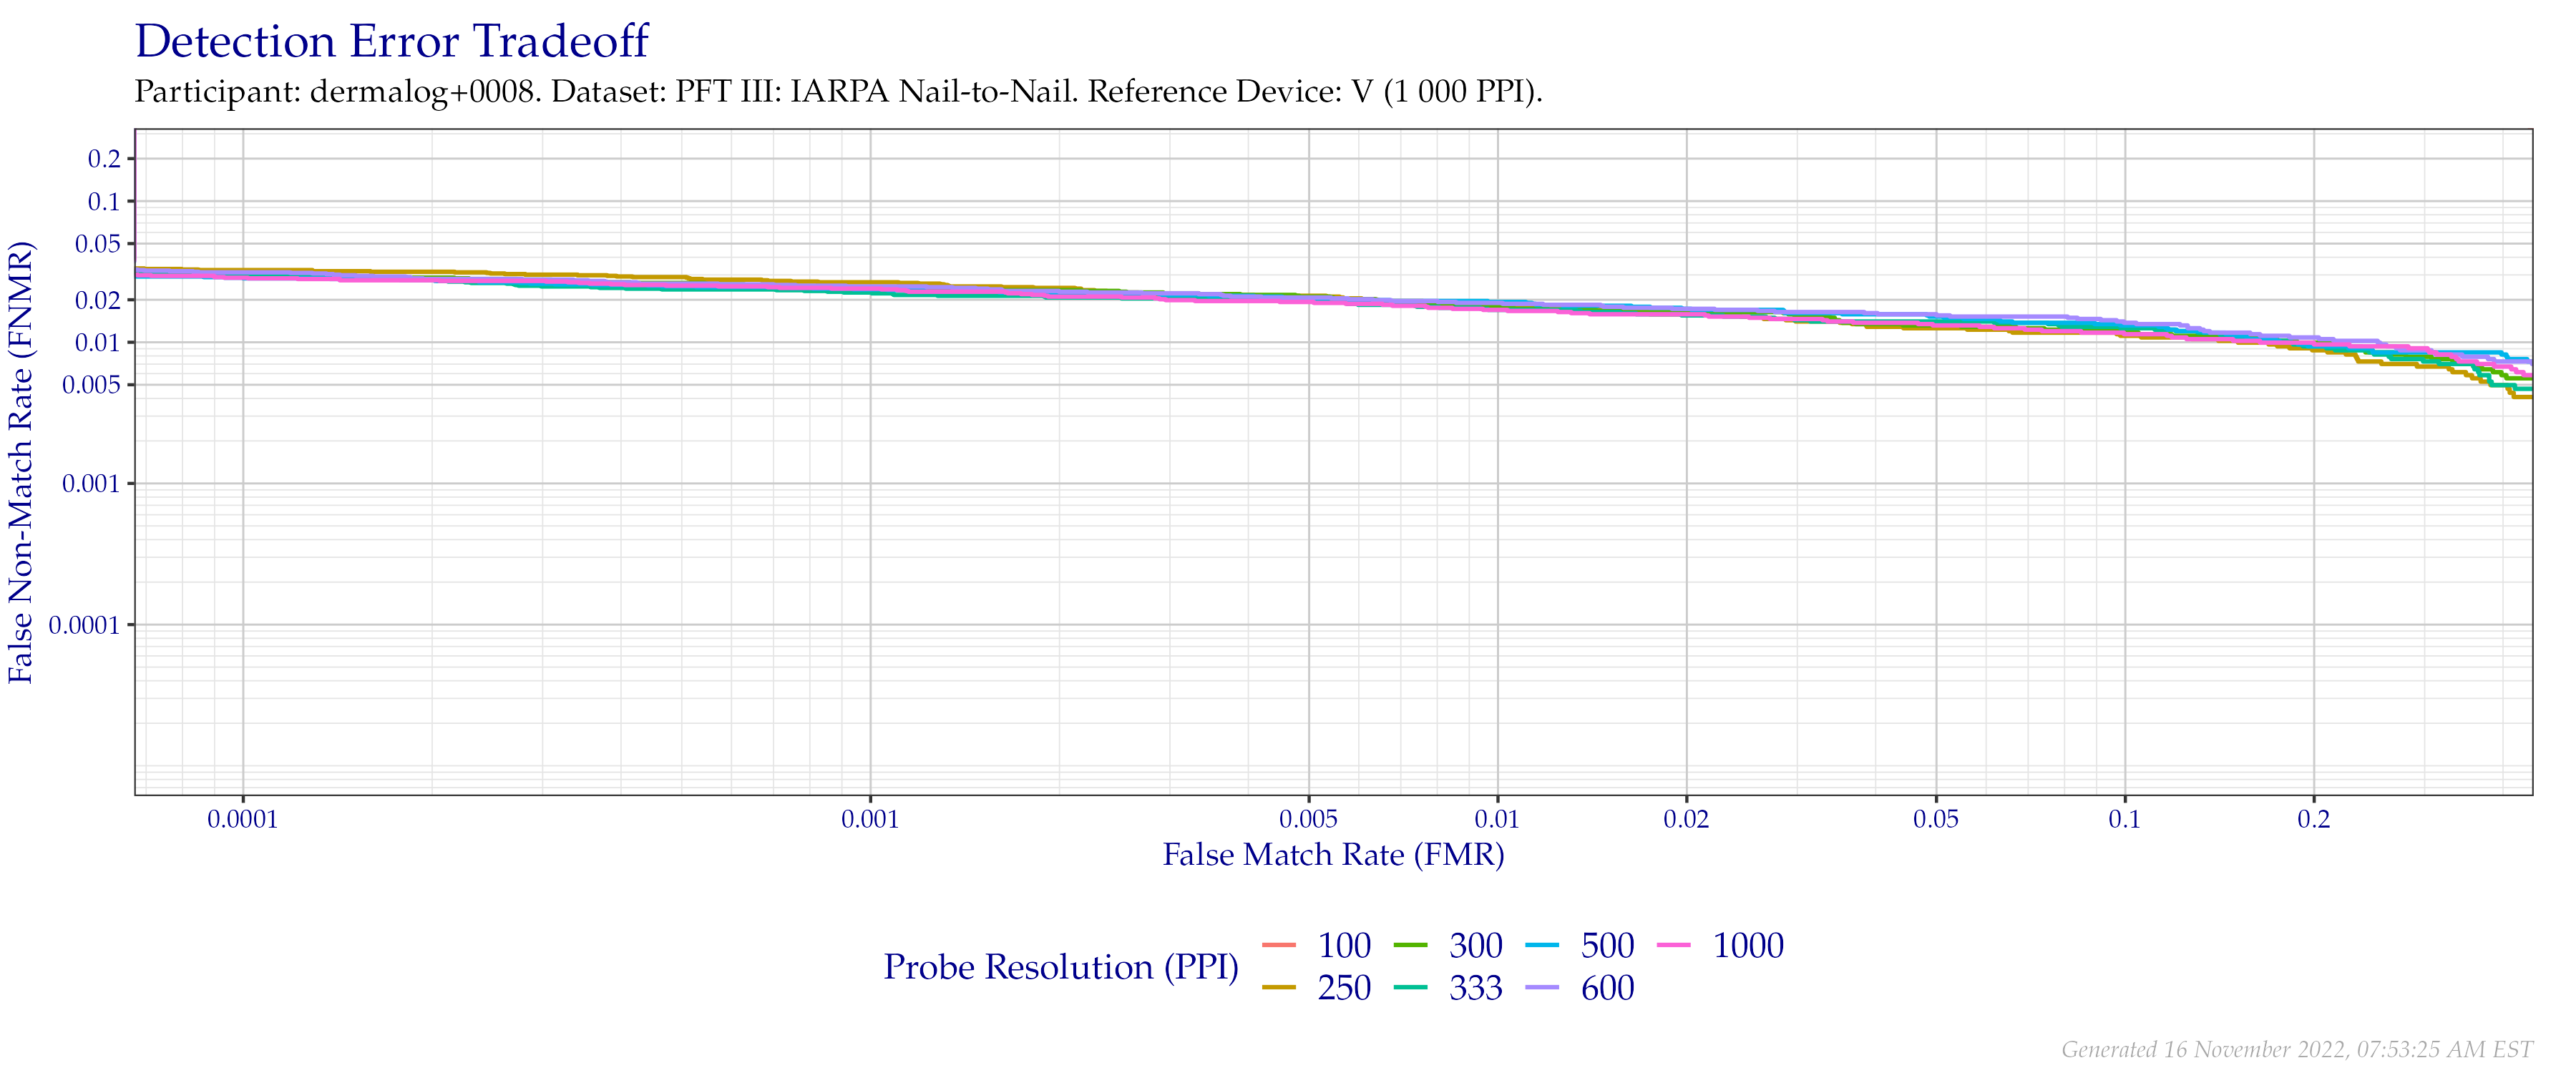 Detection Error Tradeoff
Participant: dermalog+0008. Dataset: PFT III: IARPA Nail-to-Nail. Reference Device: V (1 000 PPI).
False Non-Match Rate (FNMR)
0.2
0.1
0.05
0.02
0.01
0.005
0.001
0.0001
0.0001 0.001 0.005 0.01 0.02 0.05 0.1 0.2
False Match Rate (FMR)
Probe Resolution (PPI)
100 300 500 1000
250 333 600
Generated 16 November 2022, 07:53:25 AM EST